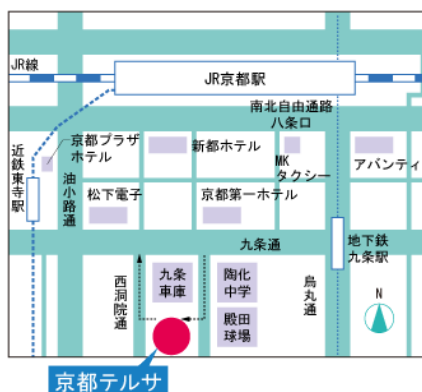 JR線
JR京都駅
南北自由通路
八条口
京都プラザ
ホテル
新都ホテル
MK
タクシー
アバンティ
近鉄東寺駅
油小路通
松下電子
京都第一ホテル
九条通
地下鉄
九条駅
西洞院通
九条
車庫
陶化
中学
烏丸通
殿田
球場
N
京都テルサ